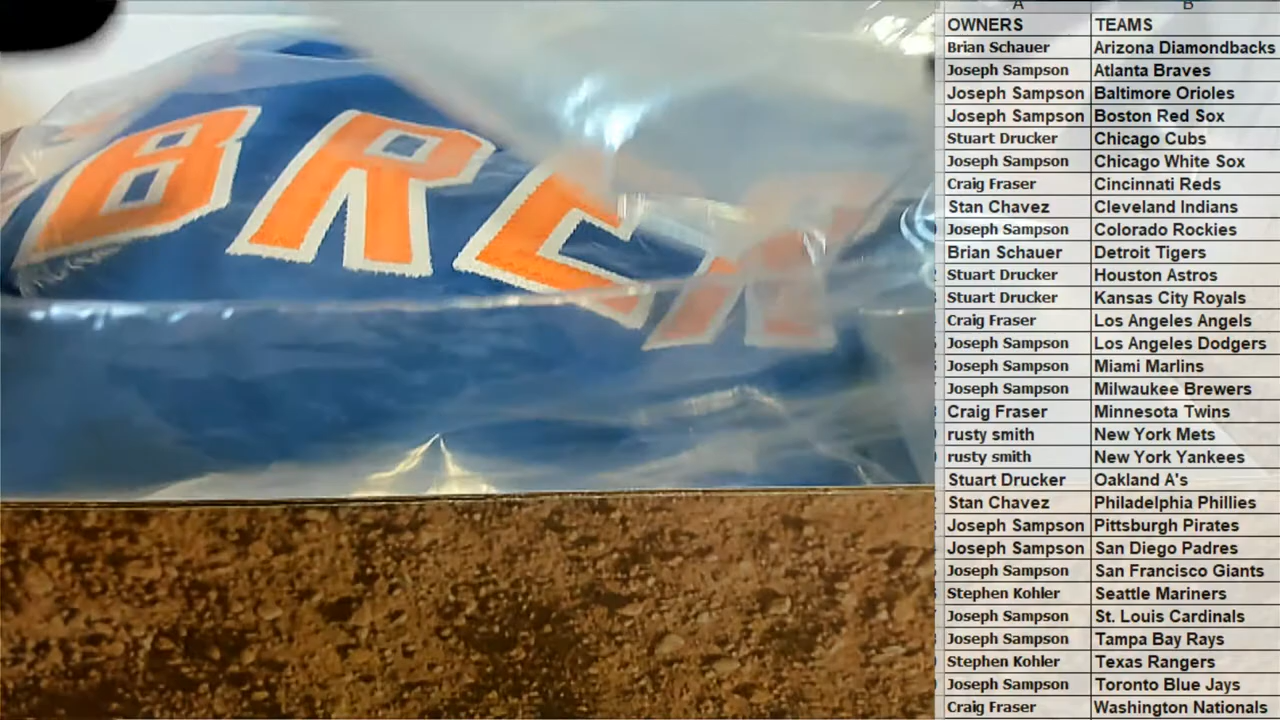 BREA
A B
OWNERS TEAMS
Brian Schauer Arizona Diamondbacks
Joseph Sampson Atlanta Braves
Joseph Sampson Baltimore Orioles
Joseph Sampson Boston Red Sox
Stuart Drucker Chicago Cubs
Joseph Sampson Chicago White Sox
Craig Fraser Cincinnati Reds
Stan Chavez Cleveland Indians
Joseph Sampson Colorado Rockies
Brian Schauer Detroit Tigers
Stuart Drucker Houston Astros
Stuart Drucker Kansas City Royals
Craig Fraser Los Angeles Angels
Joseph Sampson Los Angeles Dodgers
Joseph Sampson Miami Marlins
Joseph Sampson Milwaukee Brewers
Craig Fraser Minnesota Twins
rusty smith New York Mets
rusty smith New York Yankees
Stuart Drucker Oakland A's
Stan Chavez Philadelphia Phillies
Joseph Sampson Pittsburgh Pirates
Joseph Sampson San Diego Padres
Joseph Sampson San Francisco Giants
Stephen Kohler Seattle Mariners
Joseph Sampson St. Louis Cardinals
Joseph Sampson Tampa Bay Rays
Stephen Kohler Texas Rangers
Joseph Sampson Toronto Blue Jays
Craig Fraser Washington Nationals